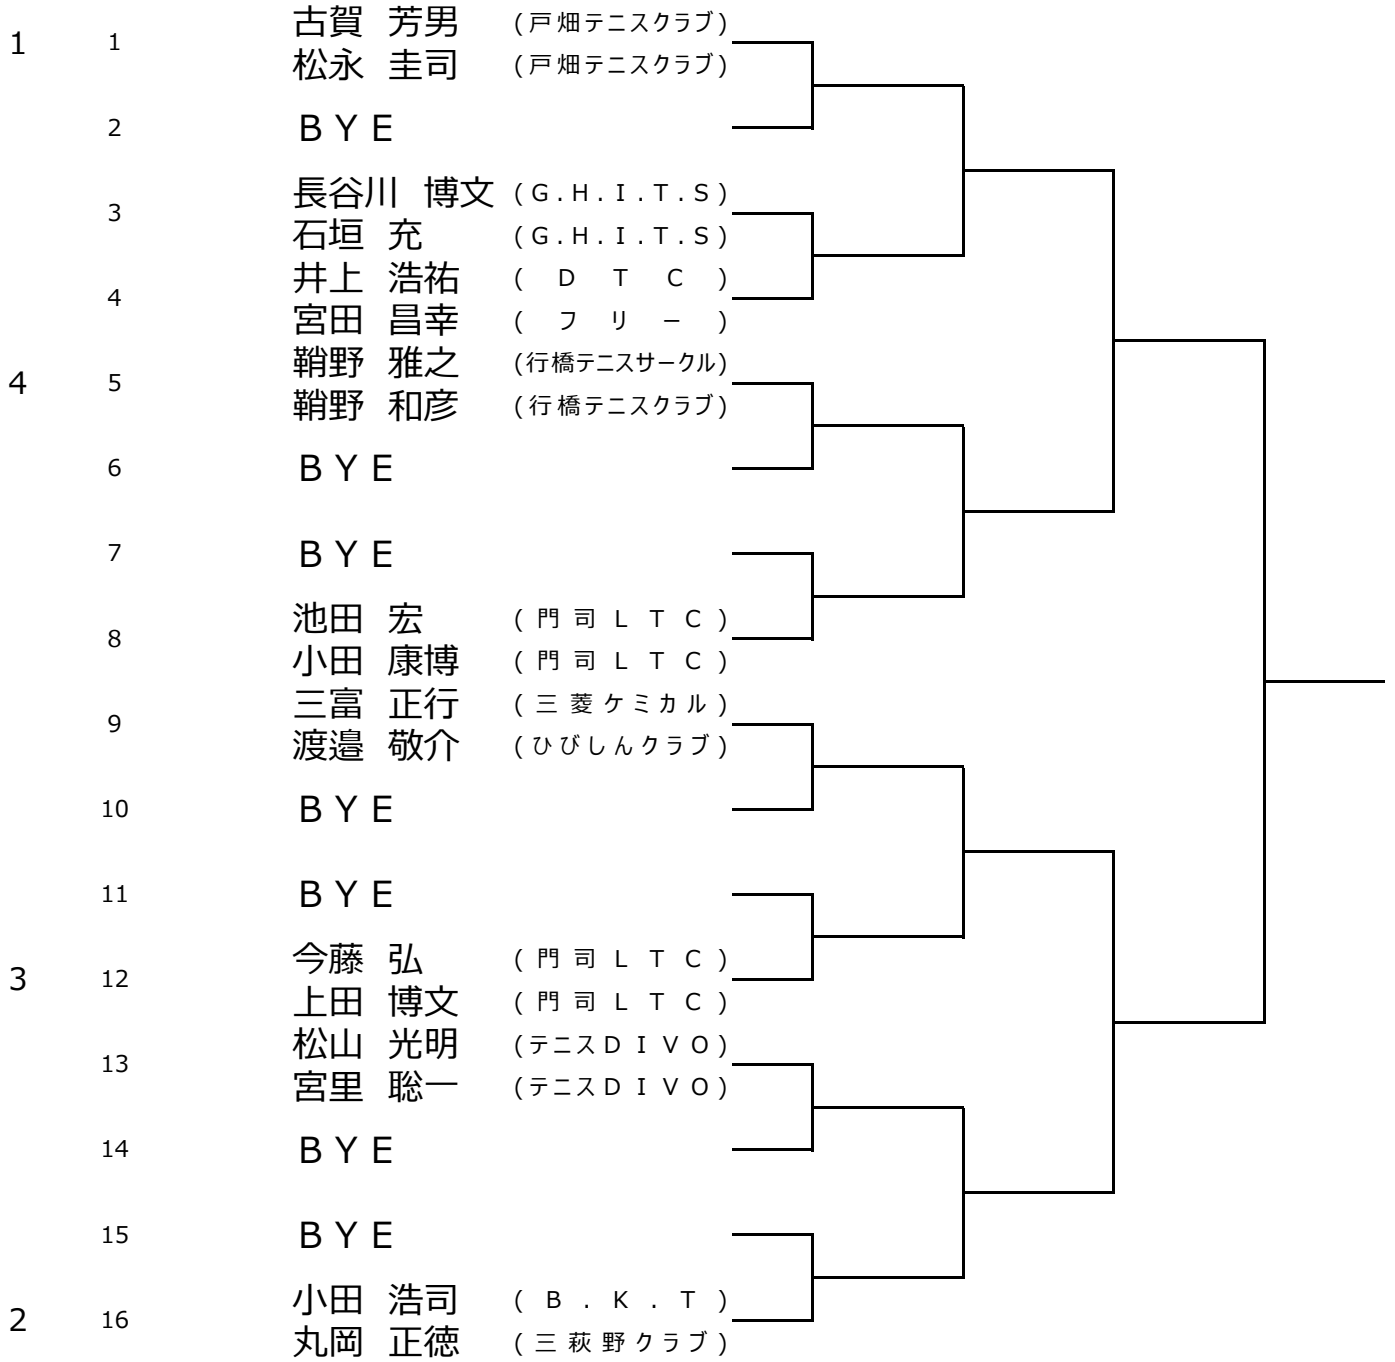 古賀 芳男 (戸畑テニスクラブ)
1 1
松永 圭司 (戸畑テニスクラブ)
2 BYE
長谷川 博文 (G.H.I.T.S)
3
石垣 充 (G.H.I.T.S)
井上 浩祐 (DTC)
4
宮田 昌幸 (フリー)
鞘野 雅之 (行橋テニスサークル)
4 5
鞘野 和彦 (行橋テニスクラブ)
6 BYE
7 BYE
池田 宏 (門司LTC)
8
小田 康博 (門司LTC)
三富 正行 (三菱ケミカル)
9
渡邉 敬介 (ひびしんクラブ)
10 BYE
11 BYE
今藤 弘 (門司LTC)
3 12
上田 博文 (門司LTC)
松山 光明 (テニスDIVO)
13
宮里 聡一 (テニスDIVO)
14 BYE
15 BYE
小田 浩司 (B.K.T)
2 16
丸岡 正徳 (三萩野クラブ)